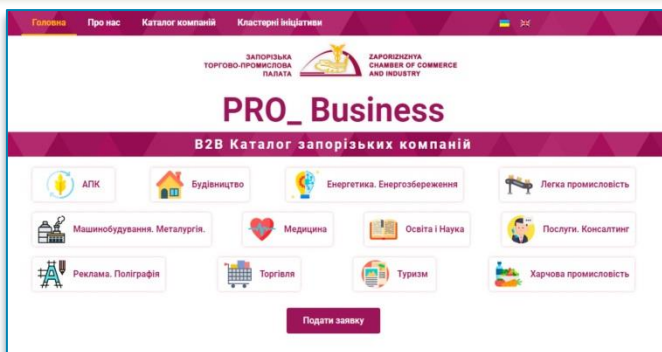 Головна Про нас Каталог компаній Кластерні ініціативи
ЗАПОРІЗЬКА
ТОРГОВО-ПРОМИСЛОВА
ПАЛАТА
ZAPORIZHZHYA
CHAMBER OF COMMERCE
AND INDUSTRY
PRO_ Business
B2B Каталог запорізьких компаній
АПК Будівництво Енергетика. Енергозбереження Легка промисловість
Машинобудування. Металургія. Медицина Освіта і Наука Послуги. Консалтинг
Реклама. Поліграфія Торгівля Туризм Харчова промисловість
Подати заявку